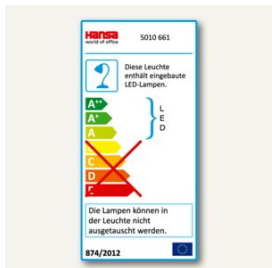 Hansa
world of office
5010 661
Diese Leuchte
enthält eingebaute
LED-Lampen.
A++
A+
A
L
E
D
C
D
Die Lampen können in
der Leuchte nicht
ausgetauscht werden.
874/2012